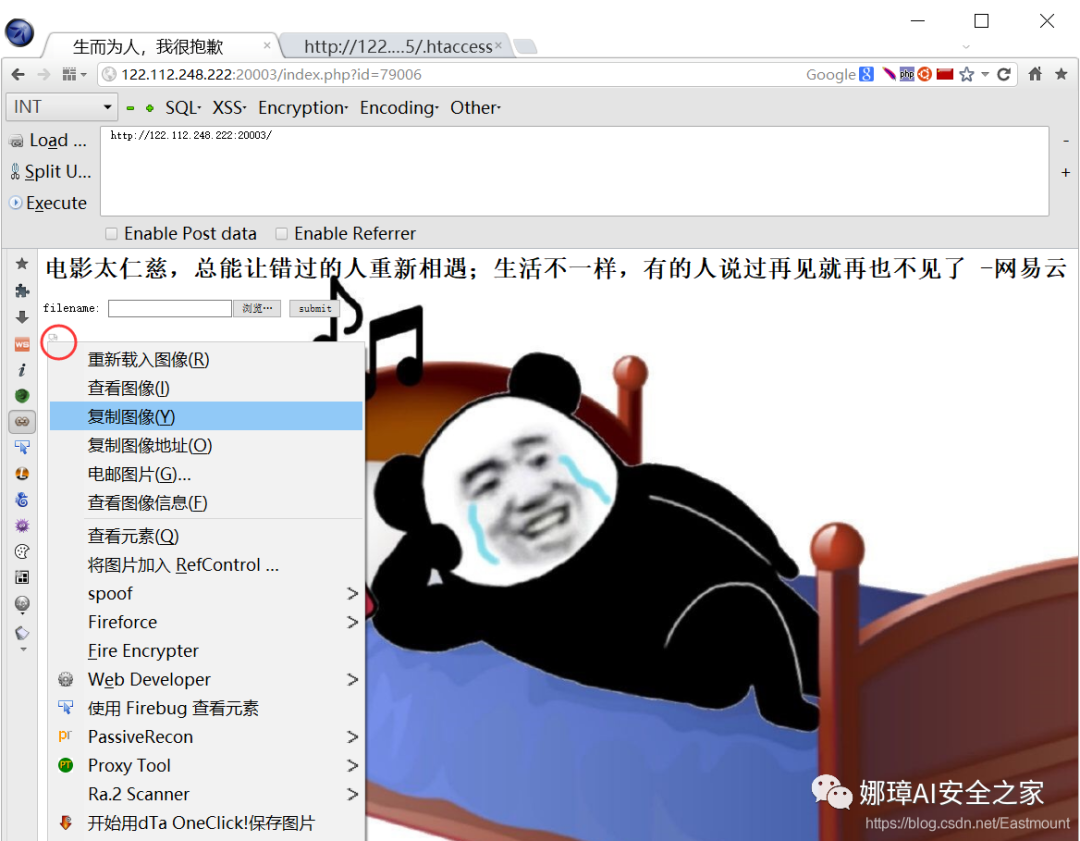 生而为人，我很抱歉
http://122....5/.htaccess
122.112.248.222:20003/index.php?id=79006
Google
INT
SQL
XSS
Encryption
Encoding
Other
Load ...
http://122.112.248.222:20003/
Split U...
Execute
Enable Post data
Enable Referrer
电影太仁慈，总能让错过的人重新相遇；生活不一样，有的人说过再见就再也不见了 -网易云
filename:
浏览…
submit
重新载入图像(R)
查看图像(I)
复制图像(Y)
复制图像地址(O)
电邮图片(G)...
查看图像信息(F)
查看元素(Q)
将图片加入 RefControl ...
spoof
Fireforce
Fire Encrypter
Web Developer
使用 Firebug 查看元素
PassiveRecon
Proxy Tool
Ra.2 Scanner
开始用dTa OneClick!保存图片
娜璋AI安全之家
https://blog.csdn.net/Eastmount